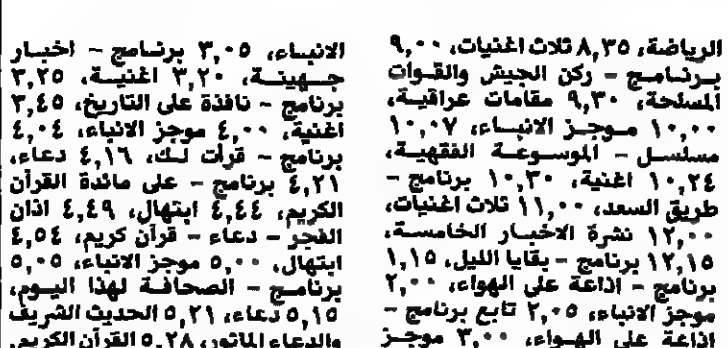 الرياضة، ٨,٣٥ ثلاث اغنيات، ٩,٠٠
برنامج – ركن الجيش والقوات
المسلحة، ٩,٣٠ مقامات عراقية،
١٠,٠٠ موجز الانباء، ١٠,٠٧
مسلسل – الموسوعة الفقهية،
١٠,٢٤ اغنية، ١٠,٣٠ برنامج –
طريق السعد، ١١,٠٠ ثلاث اغنيات،
١٢,٠٠ نشرة الاخبار الخامسة،
١٢,١٥ برنامج – بقايا الليل، ١,١٥
برنامج – اذاعة على الهواء، ٢,٠٠
موجز الانباء، ٢,٠٥ تابع برنامج –
اذاعة على الهواء، ٣,٠٠ موجز
الانباء، ٣,٠٥ برنامج – اخبار
جهينة، ٣,٢٠ اغنية، ٣,٢٥
برنامج – نافذة على التاريخ، ٣,٤٥
اغنية، ٤,٠٠ موجز الانباء، ٤,٠٤
برنامج – قرأت لك، ٤,١٦ دعاء،
٤,٢١ برنامج – على مائدة القرآن
الكريم، ٤,٤٤ ابتهال، ٤,٤٩ اذان
الفجر – دعاء – قرآن كريم، ٤,٥٤
ابتهال، ٥,٠٠ موجز الانباء، ٥,٠٥
برنامج – الصحافة لهذا اليوم،
٥,١٥ دعاء، ٥,٢١ الحديث الشريف
والدعاء المأثور، ٥,٢٨ القرآن الكريم،